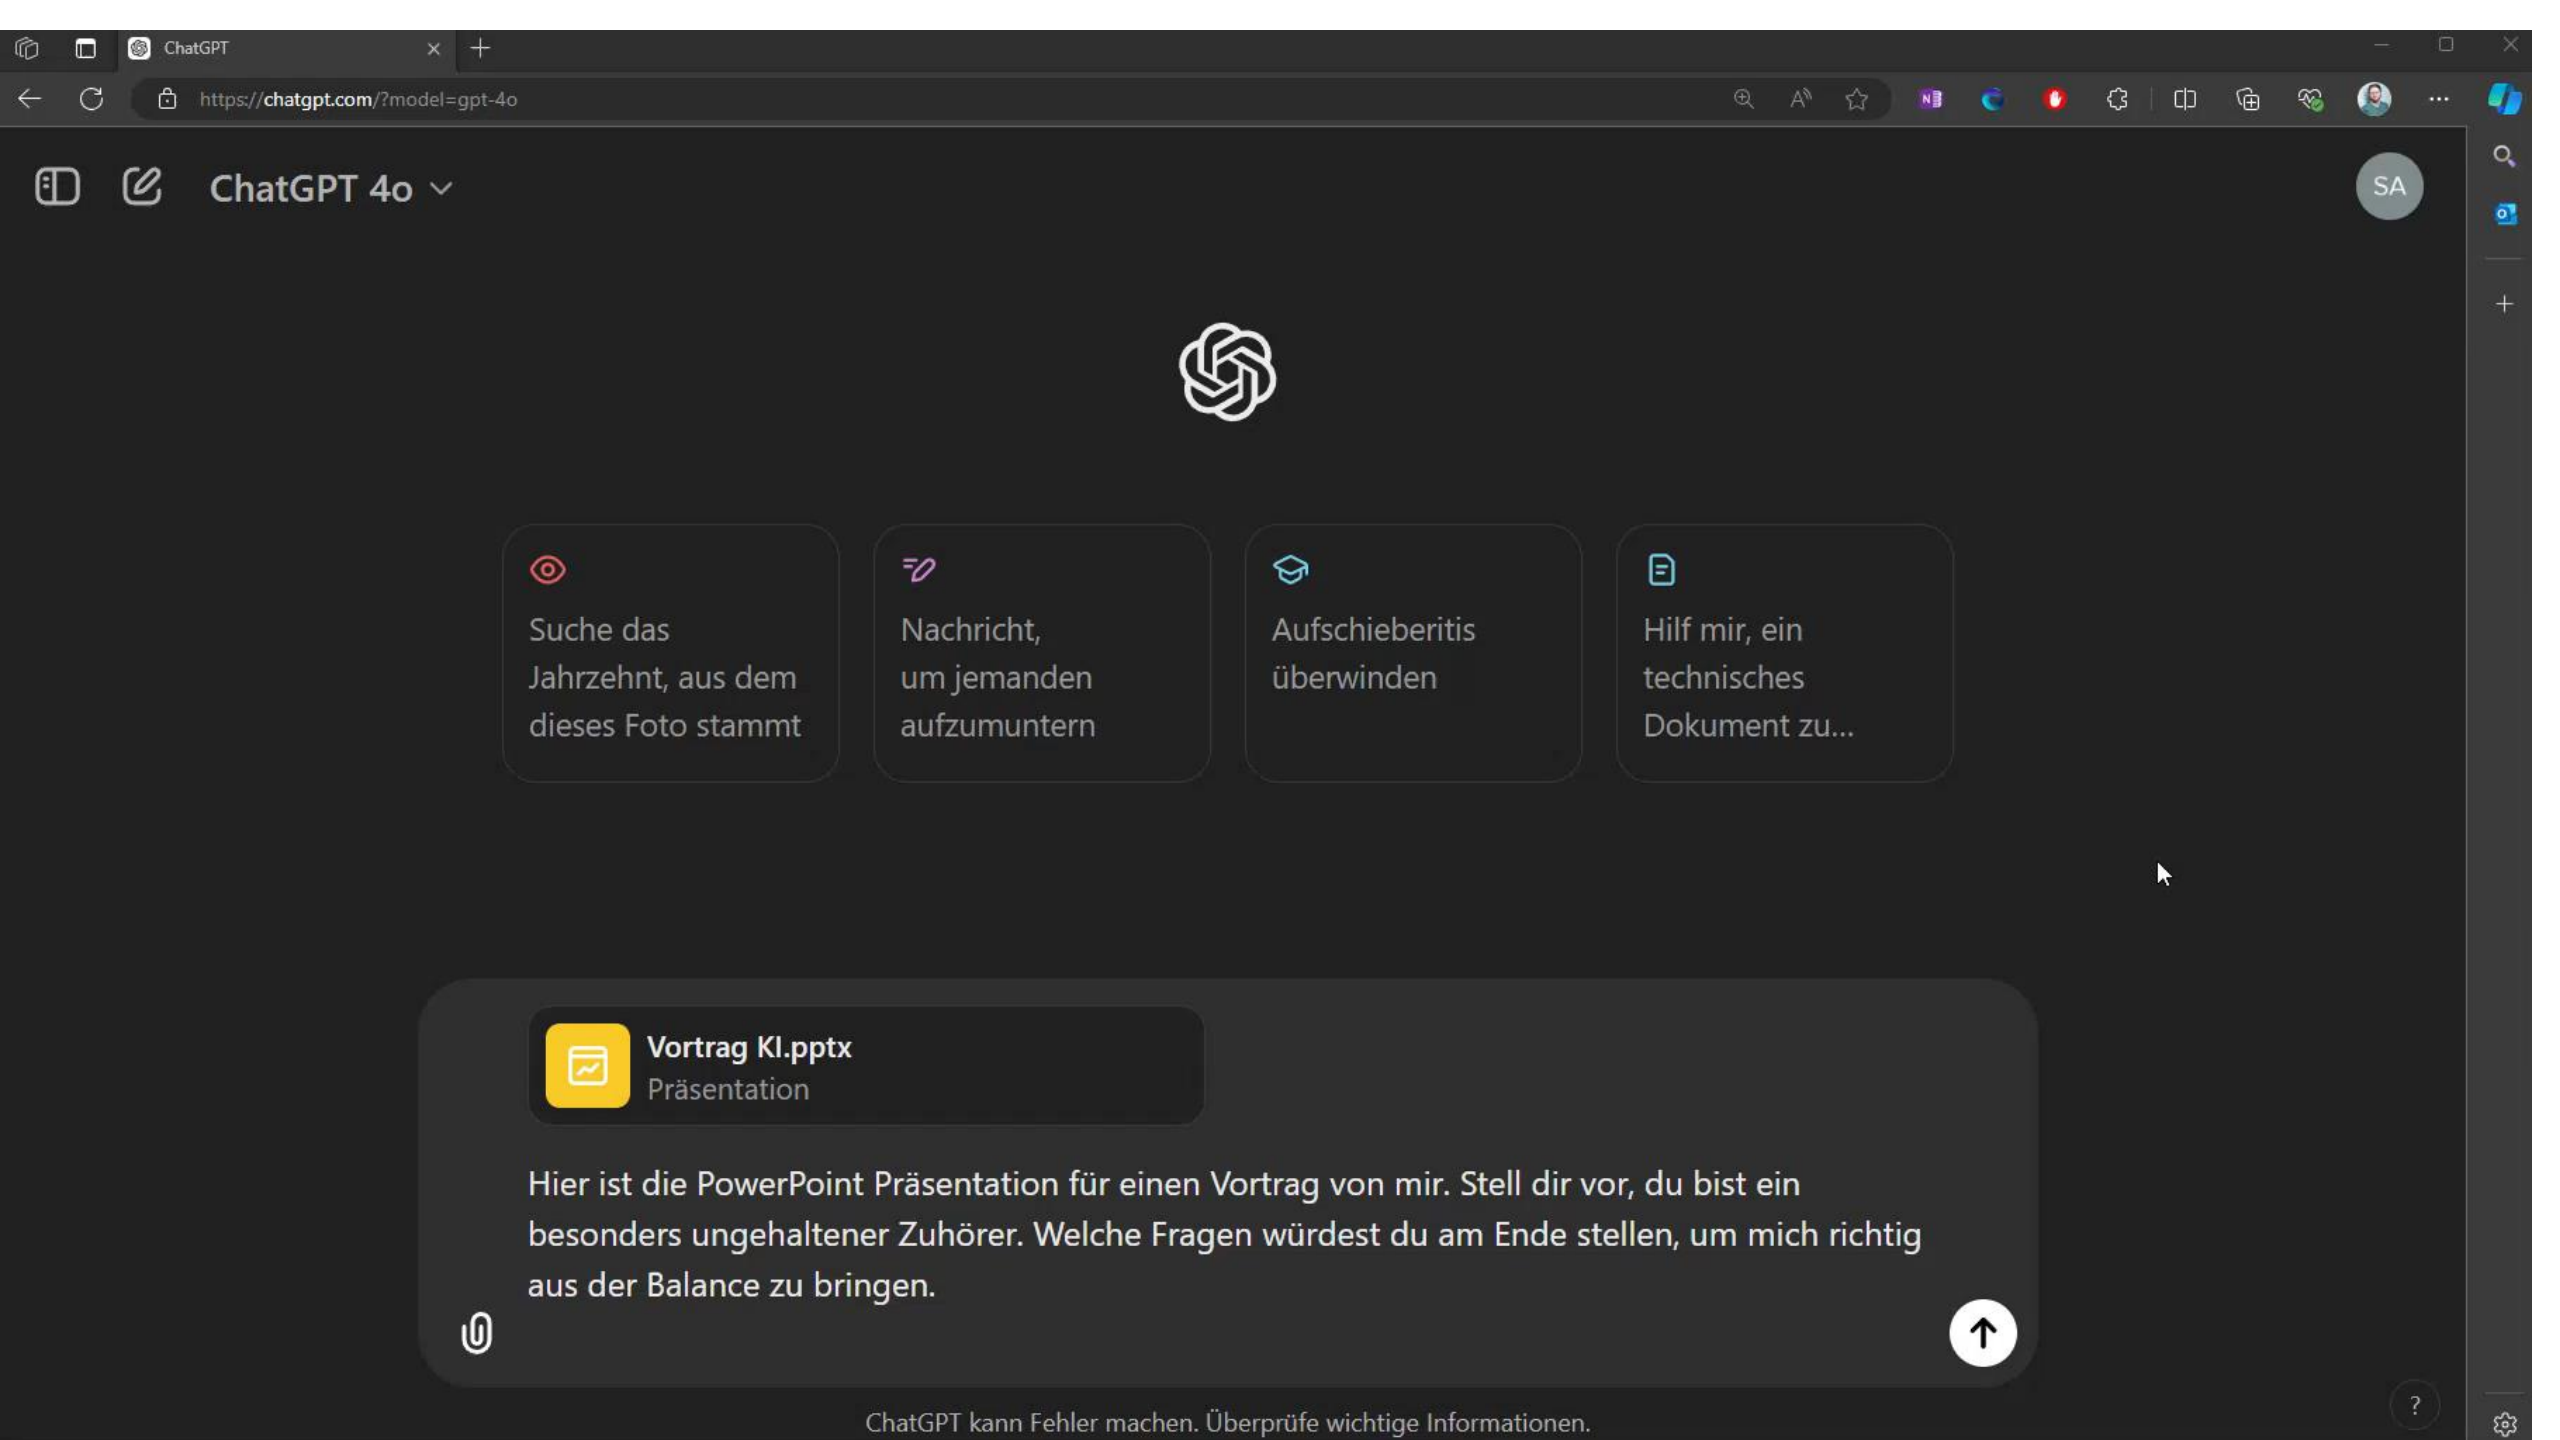 ChatGPT
https://chatgpt.com/?model=gpt-4o
ChatGPT 4o
SA
Suche das
Jahrzehnt, aus dem
dieses Foto stammt
Nachricht,
um jemanden
aufzumuntern
Aufschieberitis
überwinden
Hilf mir, ein
technisches
Dokument zu...
Vortrag KI.pptx
Präsentation
Hier ist die PowerPoint Präsentation für einen Vortrag von mir. Stell dir vor, du bist ein
besonders ungehaltener Zuhörer. Welche Fragen würdest du am Ende stellen, um mich richtig
aus der Balance zu bringen.
ChatGPT kann Fehler machen. Überprüfe wichtige Informationen.
?